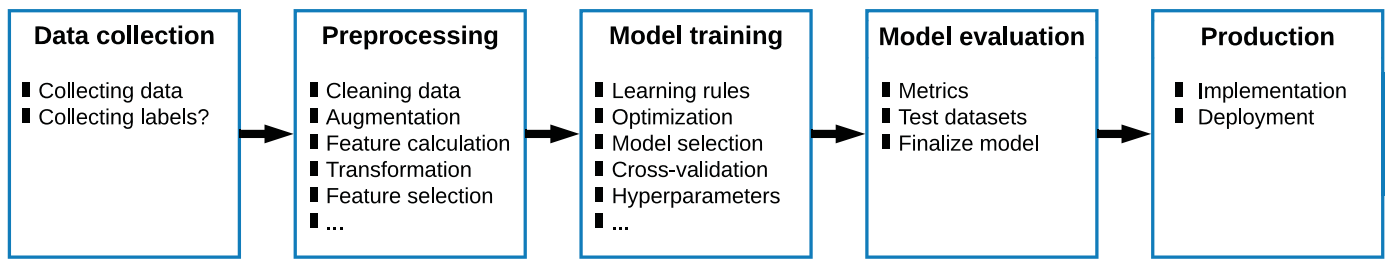 Data collection
▮ Collecting data
▮ Collecting labels?
Preprocessing
▮ Cleaning data
▮ Augmentation
▮ Feature calculation
▮ Transformation
▮ Feature selection
▮ ...
Model training
▮ Learning rules
▮ Optimization
▮ Model selection
▮ Cross-validation
▮ Hyperparameters
▮ ...
Model evaluation
▮ Metrics
▮ Test datasets
▮ Finalize model
Production
▮ Implementation
▮ Deployment